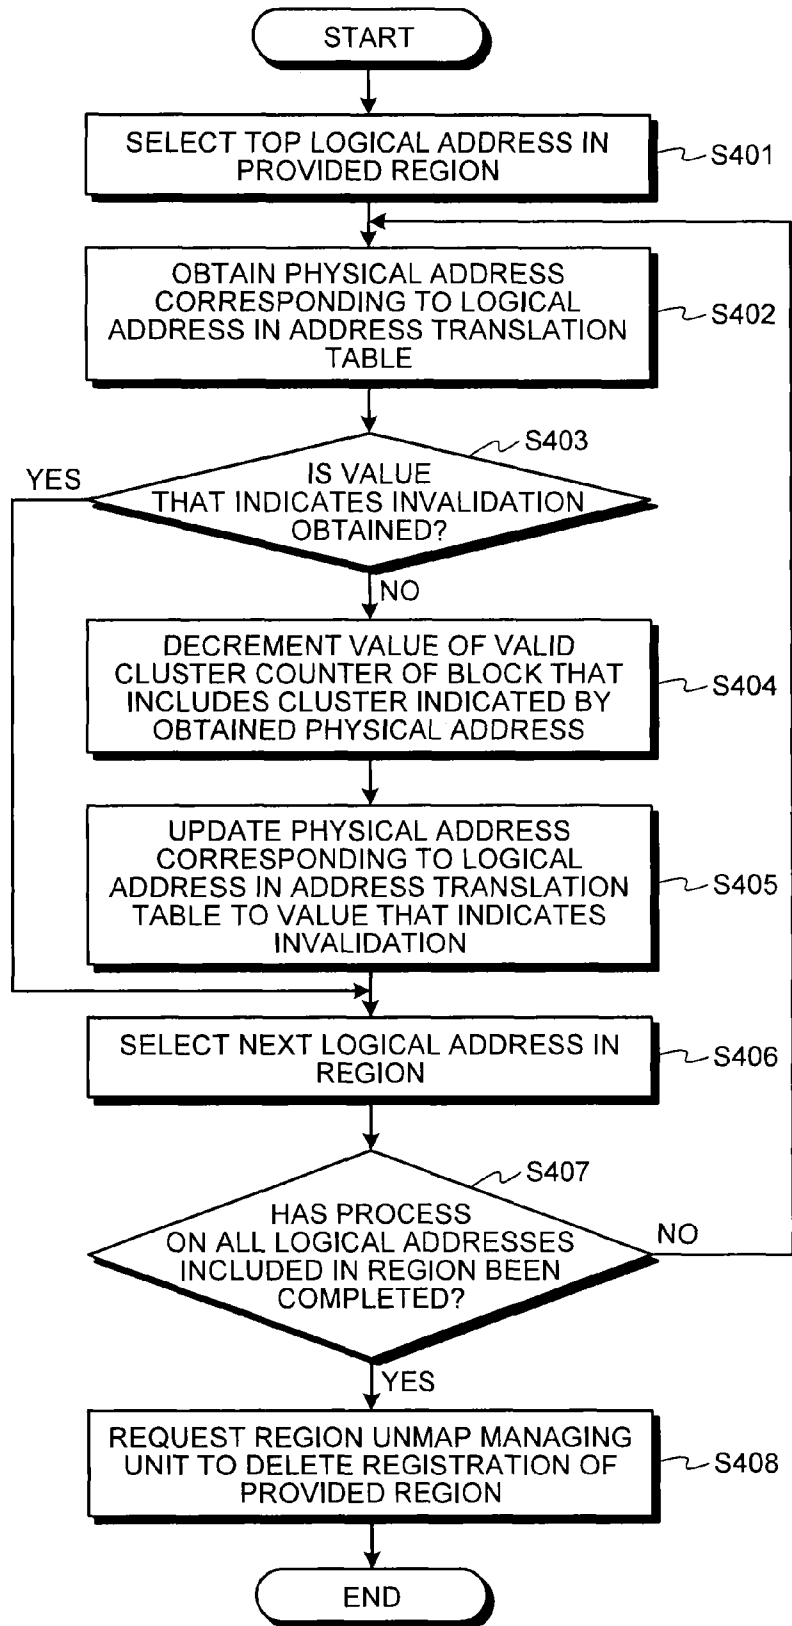 START
SELECT TOP LOGICAL ADDRESS IN
PROVIDED REGION
S401
OBTAIN PHYSICAL ADDRESS
CORRESPONDING TO LOGICAL
ADDRESS IN ADDRESS TRANSLATION
TABLE
S402
S403
YES
IS VALUE
THAT INDICATES INVALIDATION
OBTAINED?
NO
DECREMENT VALUE OF VALID
CLUSTER COUNTER OF BLOCK THAT
INCLUDES CLUSTER INDICATED BY
OBTAINED PHYSICAL ADDRESS
S404
UPDATE PHYSICAL ADDRESS
CORRESPONDING TO LOGICAL
ADDRESS IN ADDRESS TRANSLATION
TABLE TO VALUE THAT INDICATES
INVALIDATION
S405
SELECT NEXT LOGICAL ADDRESS IN
REGION
S406
S407
HAS PROCESS
ON ALL LOGICAL ADDRESSES
INCLUDED IN REGION BEEN
COMPLETED?
NO
YES
REQUEST REGION UNMAP MANAGING
UNIT TO DELETE REGISTRATION OF
PROVIDED REGION
S408
END